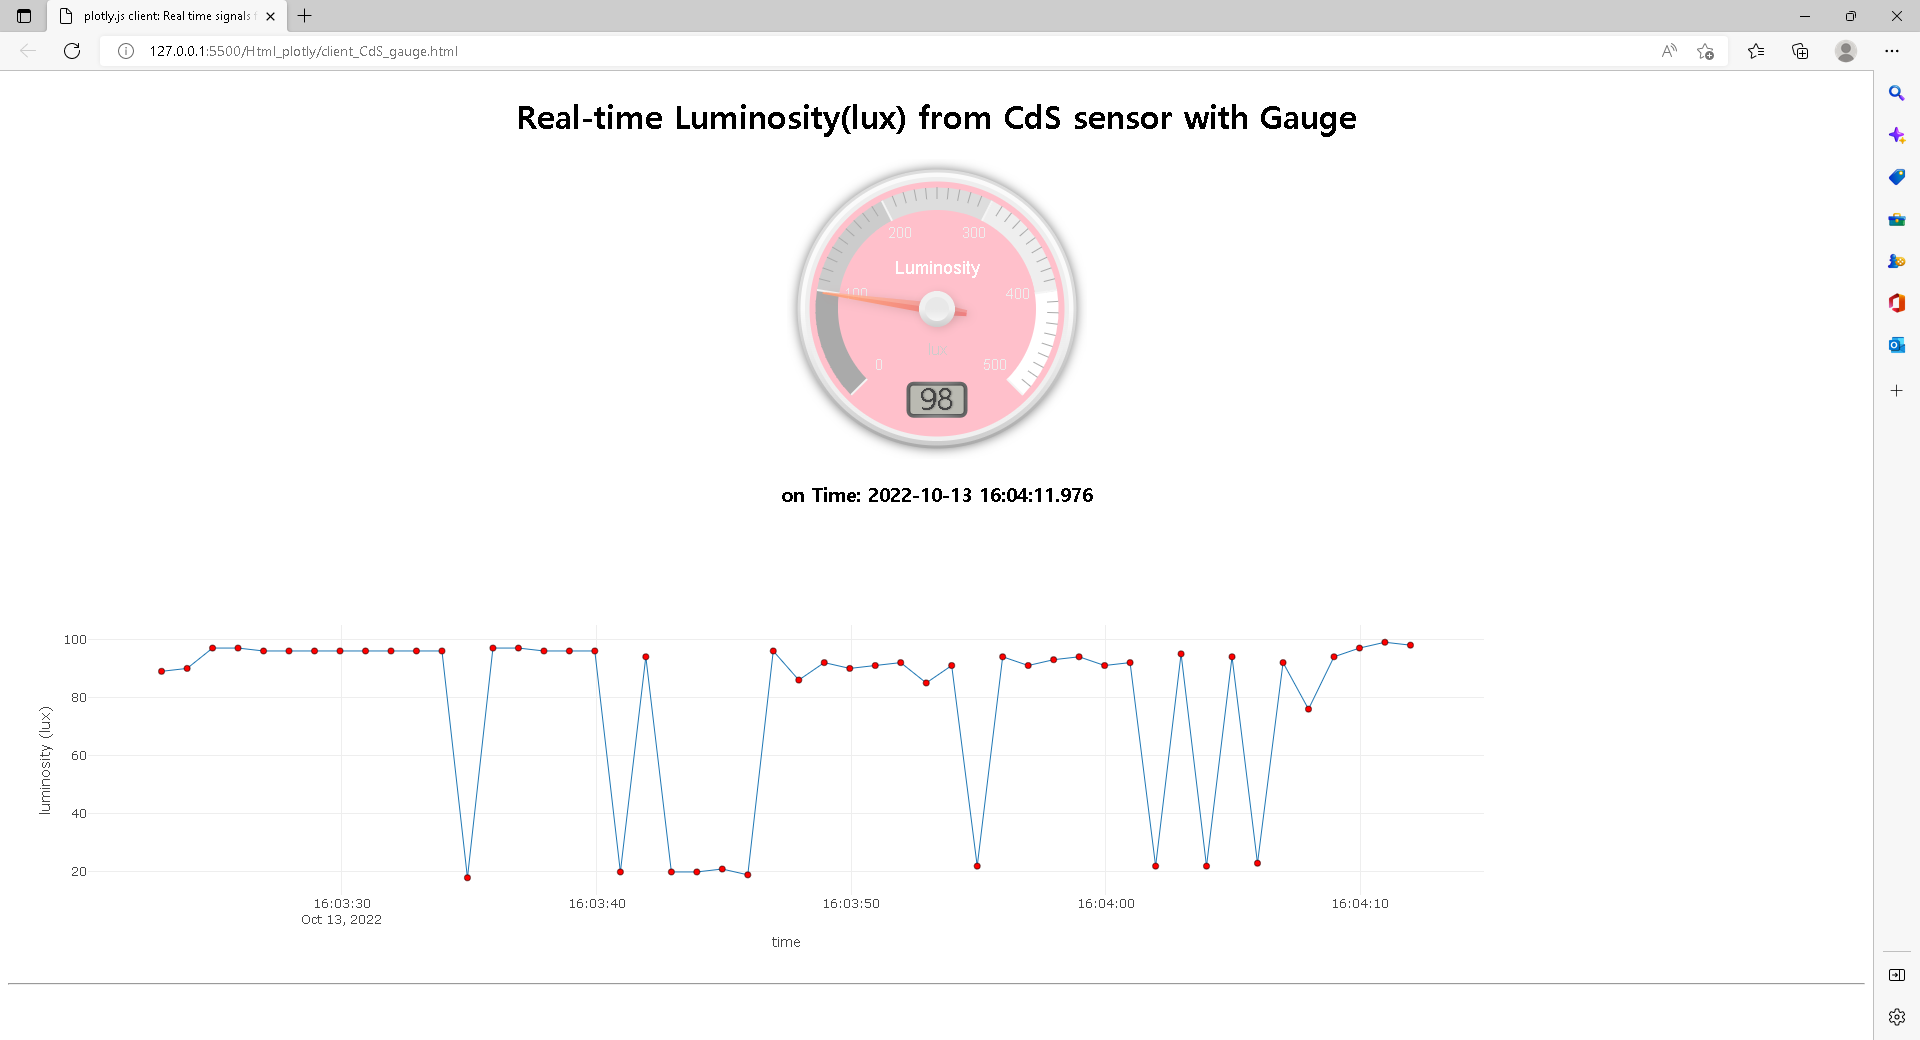 plotly.js client: Real time signals f
127.0.0.1:5500/Html_plotly/client_CdS_gauge.html
Real-time Luminosity(lux) from CdS sensor with Gauge
200 300
Luminosity
100 400
lux
0 500
98
on Time: 2022-10-13 16:04:11.976
100
80
60
40
20
luminosity (lux)
16:03:30 16:03:40 16:03:50 16:04:00 16:04:10
Oct 13, 2022
time